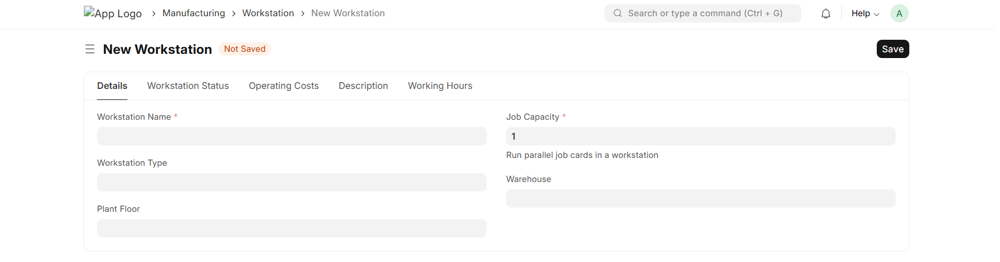 App Logo > Manufacturing > Workstation > New Workstation
Search or type a command (Ctrl + G)
Help
A
New Workstation
Not Saved
Save
Details Workstation Status Operating Costs Description Working Hours
Workstation Name *
Workstation Type
Plant Floor
Job Capacity *
1
Run parallel job cards in a workstation
Warehouse